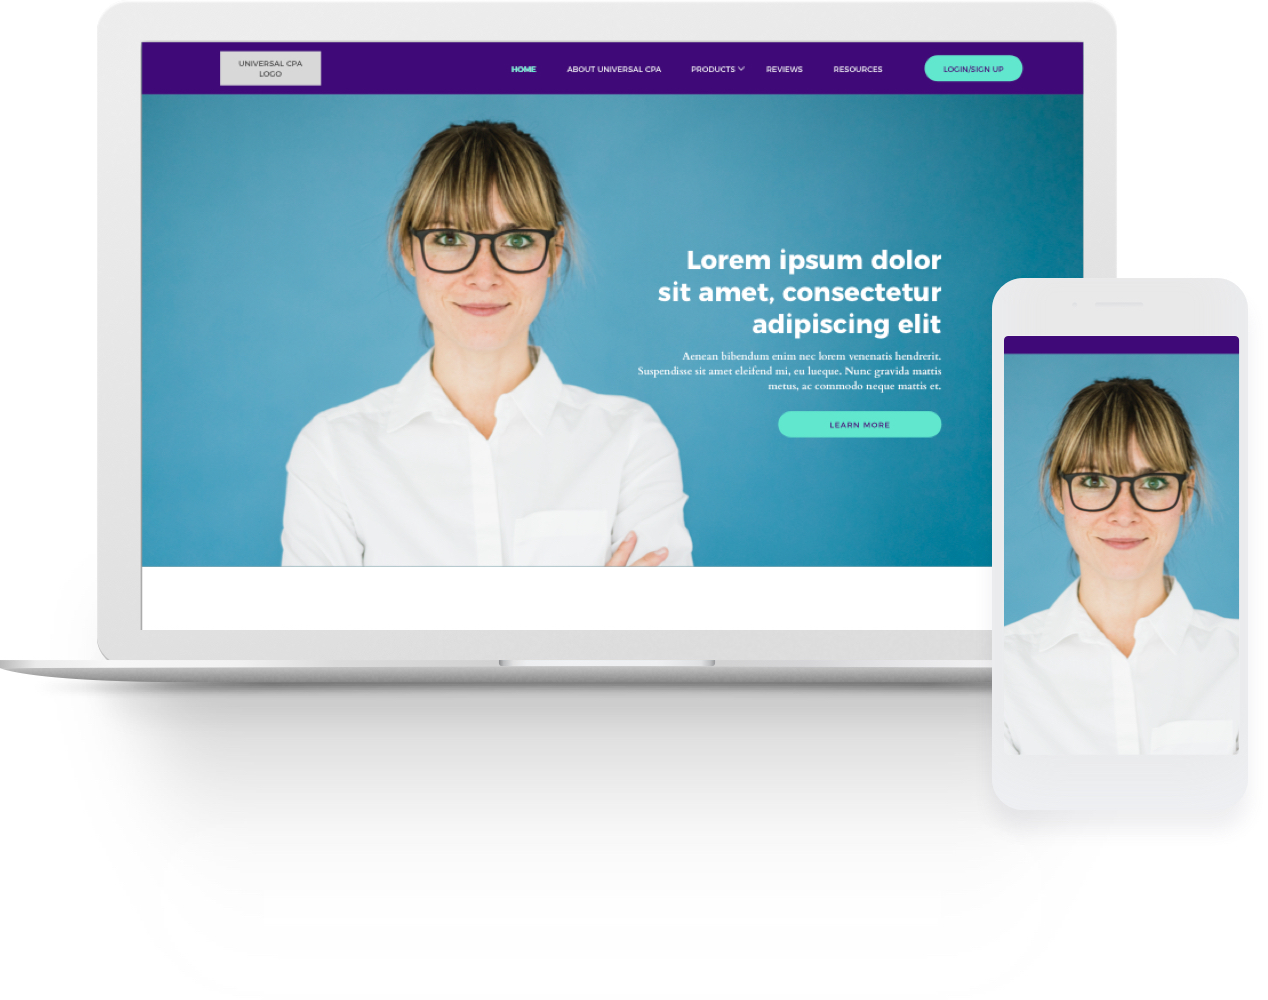 UNIVERSAL CPA
LOGO
HOME
ABOUT UNIVERSAL CPA
PRODUCTS
REVIEWS
RESOURCES
LOGIN/SIGN UP
Lorem ipsum dolor
sit amet, consectetur
adipiscing elit
Aenean bibendum enim nec lorem venenatis hendrerit.
Suspendisse sit amet eleifend mi, eu lueque. Nunc gravida mattis
metus, ac commodo neque mattis et.
LEARN MORE